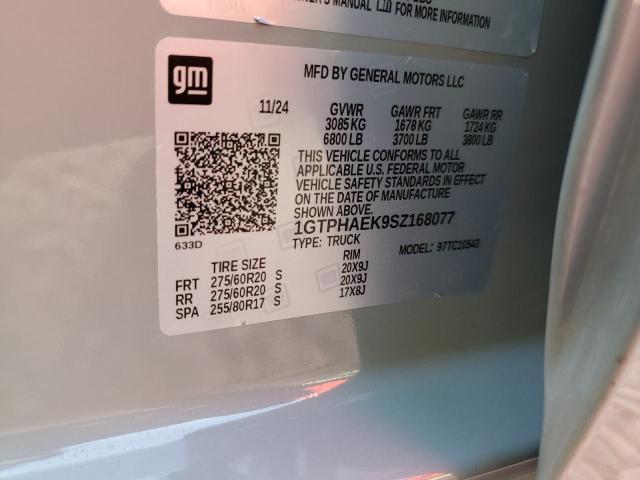 OWNER'S MANUAL FOR MORE INFORMATION
gm
MFD BY GENERAL MOTORS LLC
11/24 GVWR GAWR FRT GAWR RR
3085 KG 1678 KG 1724 KG
6800 LB 3700 LB 3800 LB
THIS VEHICLE CONFORMS TO ALL
APPLICABLE U.S. FEDERAL MOTOR
VEHICLE SAFETY STANDARDS IN EFFECT
ON THE DATE OF MANUFACTURE
SHOWN ABOVE.
1GTPHAEK9SZ168077
633D TYPE: TRUCK MODEL: 97TC10543
TIRE SIZE RIM
FRT 275/60R20 S 20X9J
RR 275/60R20 S 20X9J
SPA 255/80R17 S 17X8J